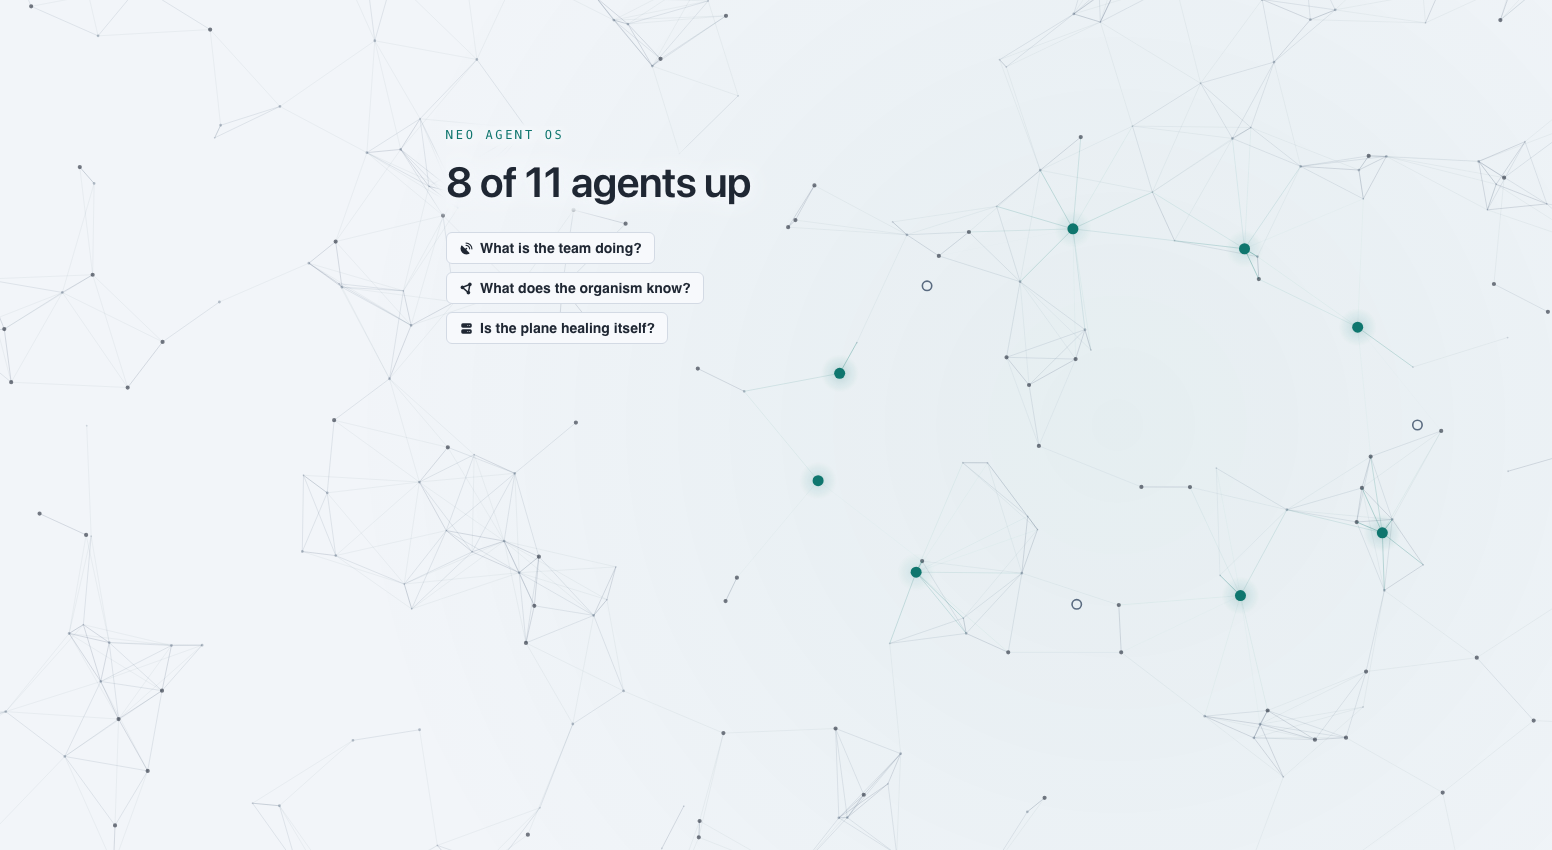 NEO AGENT OS
8 of 11 agents up
What is the team doing?
What does the organism know?
Is the plane healing itself?